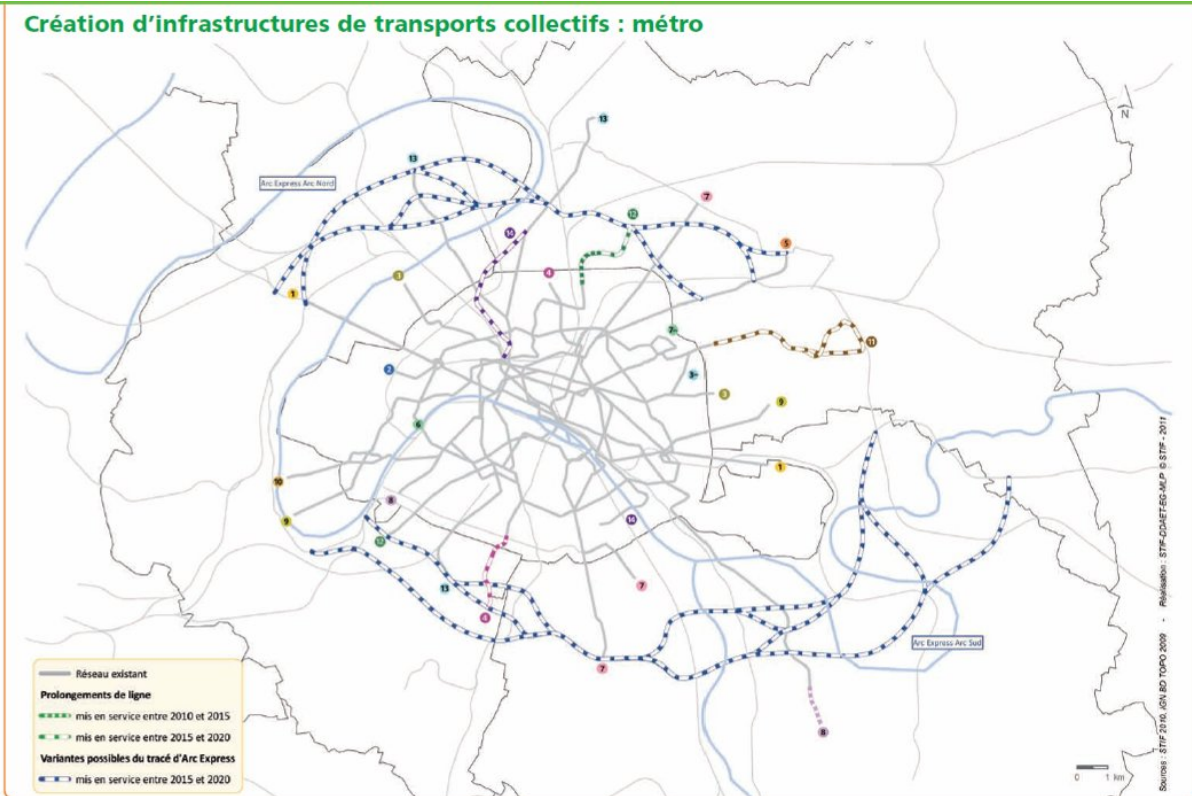 Création d'infrastructures de transports collectifs : métro
N
13
13
Arc Express Arc Nord
7
12
14
5
4
3
1
7b
11
2
3b
3
9
6
1
10
8
9
14
12
13
7
4
Arc Express Arc Sud
7
8
Réseau existant
Prolongements de ligne
mis en service entre 2010 et 2015
mis en service entre 2015 et 2020
Variantes possibles du tracé d'Arc Express
mis en service entre 2015 et 2020
0 1 km
Sources : STIF 2010, IGN BD TOPO 2009 - Réalisation : STIF-DDAET-EG-MLP © STIF - 2011